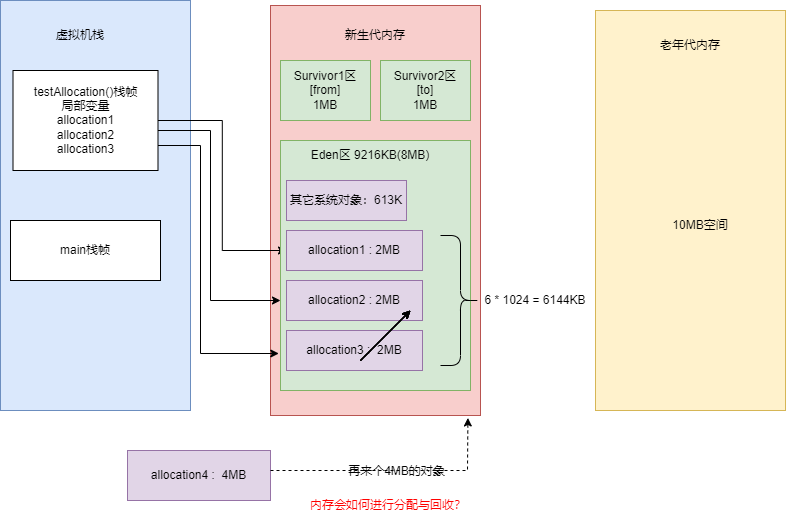 虚拟机栈
testAllocation()栈帧
局部变量
allocation1
allocation2
allocation3
main栈帧
新生代内存
Survivor1区
[from]
1MB
Survivor2区
[to]
1MB
Eden区 9216KB(8MB)
其它系统对象：613K
allocation1 : 2MB
allocation2 : 2MB
allocation3 : 2MB
6 * 1024 = 6144KB
老年代内存
10MB空间
allocation4 : 4MB
再来个4MB的对象
内存会如何进行分配与回收?